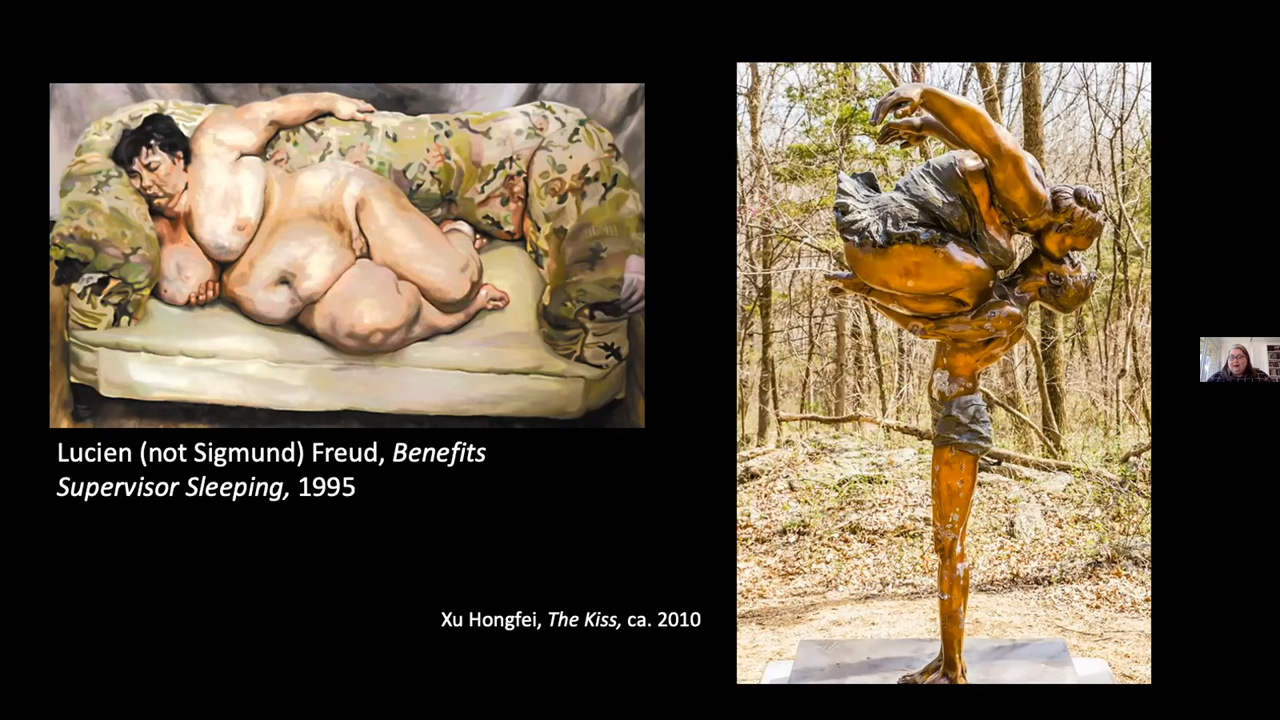 Lucien (not Sigmund) Freud, Benefits
Supervisor Sleeping, 1995
Xu Hongfei, The Kiss, ca. 2010